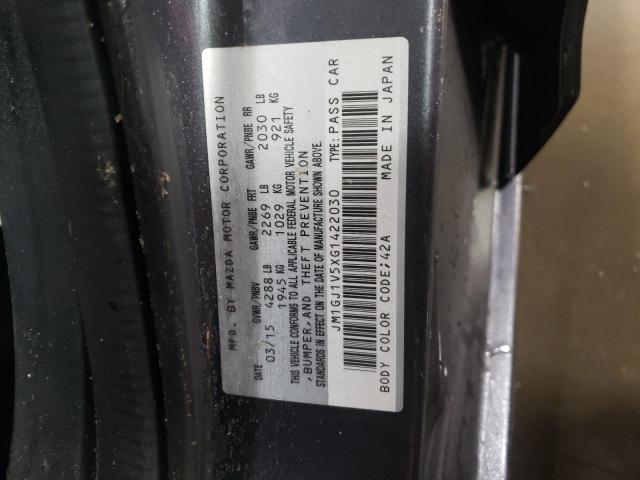 MFD. BY MAZDA MOTOR CORPORATION
DATE GVWR/PNBV GAWR/PNBE FRT GAWR/PNBE RR
03/15 4288 LB 2269 LB 2030 LB
1945 KG 1029 KG 921 KG
THIS VEHICLE CONFORMS TO ALL APPLICABLE FEDERAL MOTOR VEHICLE SAFETY
,BUMPER,AND THEFT PREVENTION
STANDARDS IN EFFECT ON THE DATE OF MANUFACTURE SHOWN ABOVE.
JM1GJ1V5XG1422030 TYPE: PASS CAR
BODY COLOR CODE;42A MADE IN JAPAN